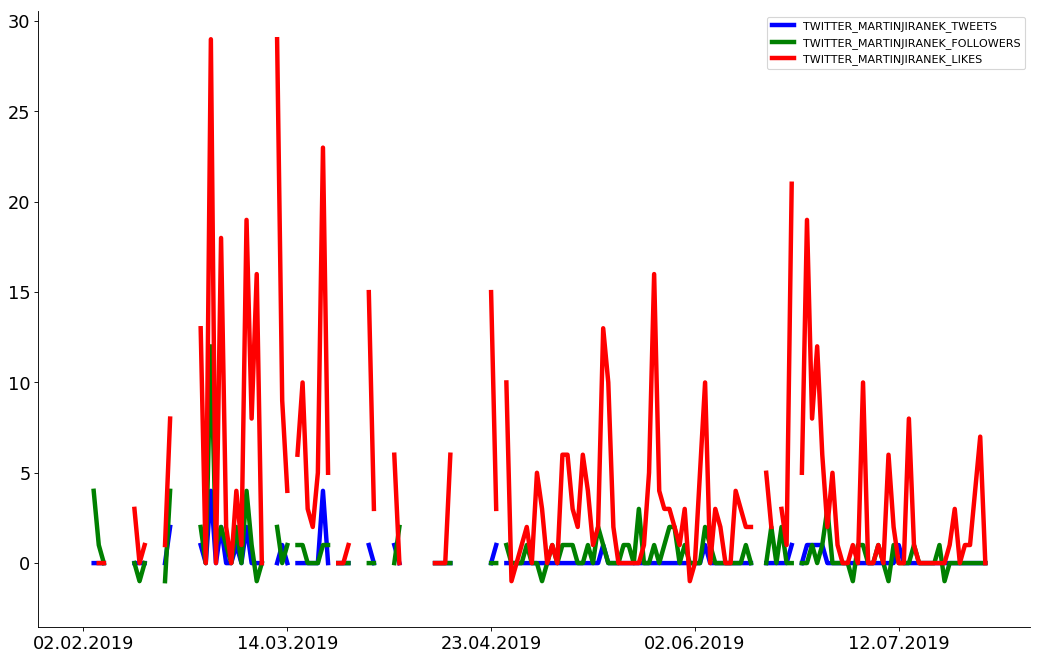 30
TWITTER_MARTINJIRANEK_TWEETS
TWITTER_MARTINJIRANEK_FOLLOWERS
TWITTER_MARTINJIRANEK_LIKES
25
20
15
10
5
0
02.02.2019 14.03.2019 23.04.2019 02.06.2019 12.07.2019